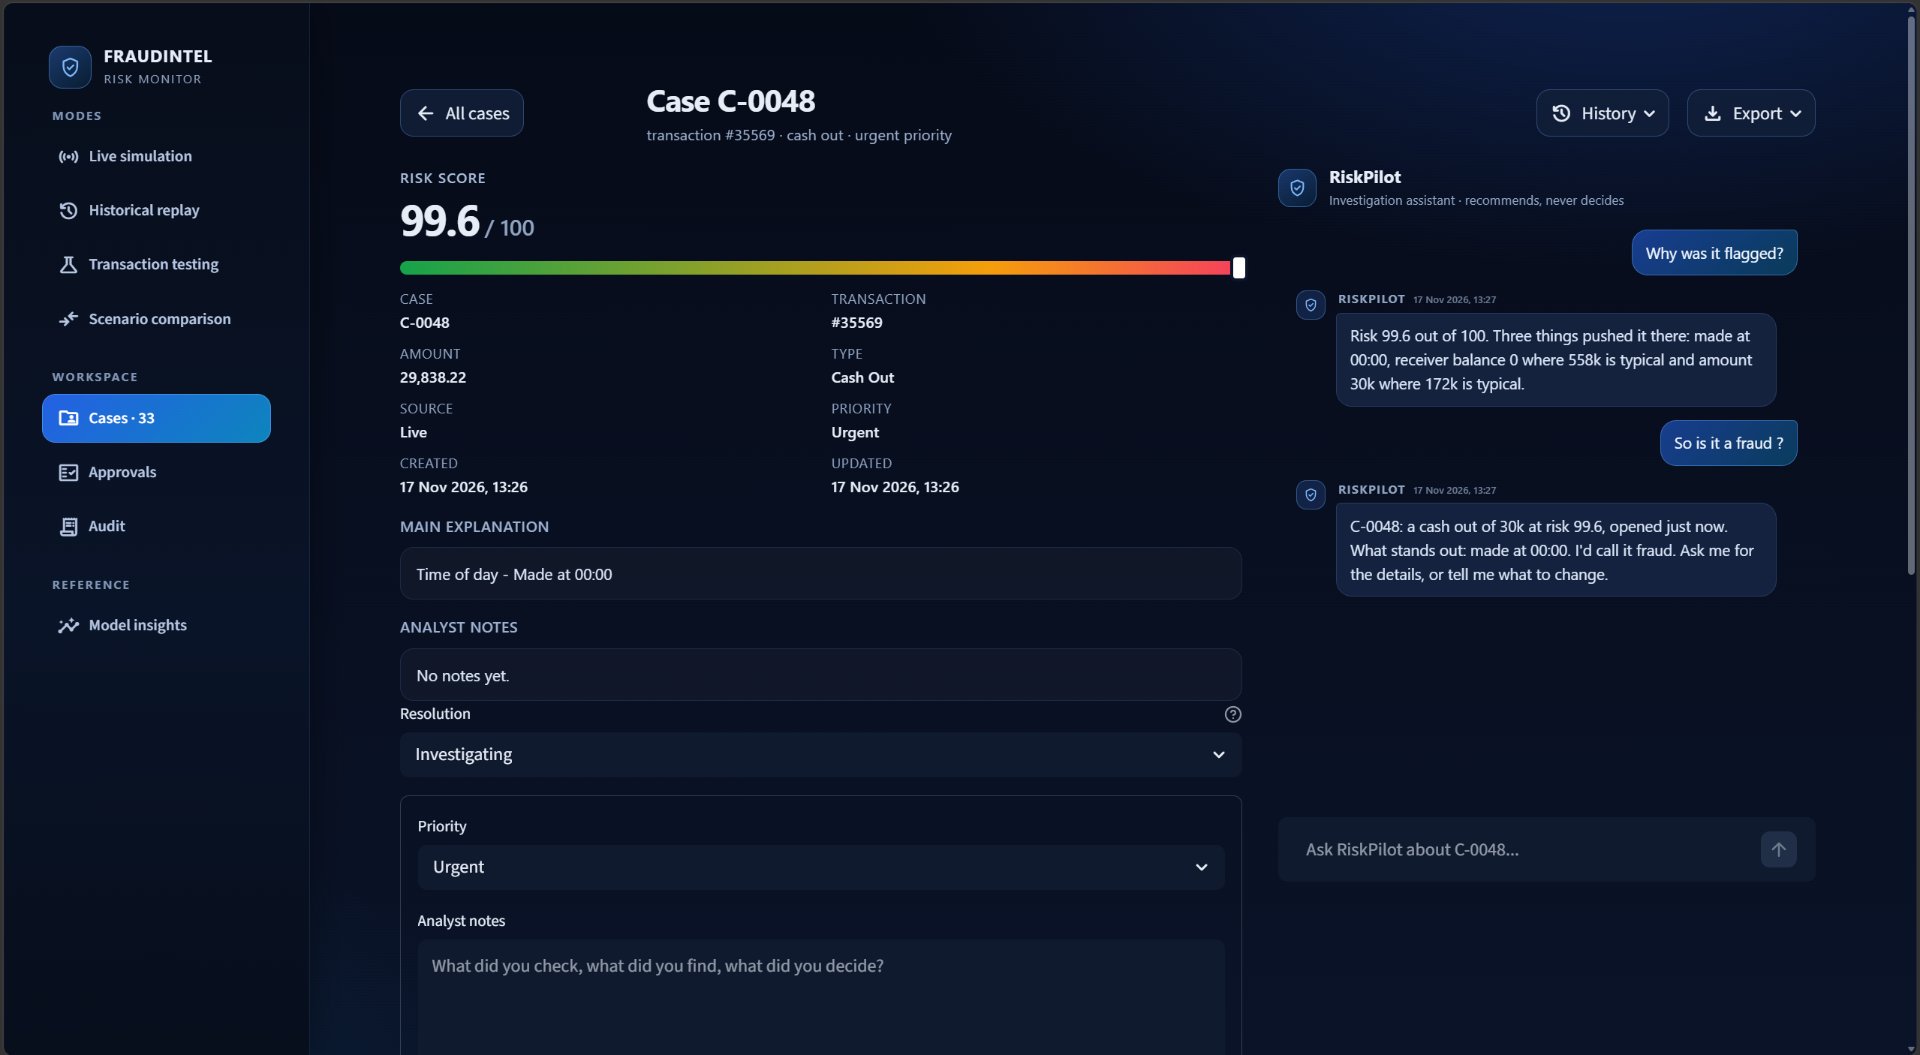 FRAUDINTEL
RISK MONITOR
MODES
Live simulation
Historical replay
Transaction testing
Scenario comparison
WORKSPACE
Cases · 33
Approvals
Audit
REFERENCE
Model insights
All cases
Case C-0048
transaction #35569 · cash out · urgent priority
History
Export
RISK SCORE
99.6 / 100
CASE
C-0048
TRANSACTION
#35569
AMOUNT
29,838.22
TYPE
Cash Out
SOURCE
Live
PRIORITY
Urgent
CREATED
17 Nov 2026, 13:26
UPDATED
17 Nov 2026, 13:26
MAIN EXPLANATION
Time of day - Made at 00:00
ANALYST NOTES
No notes yet.
Resolution
Investigating
Priority
Urgent
Analyst notes
What did you check, what did you find, what did you decide?
RiskPilot
Investigation assistant · recommends, never decides
Why was it flagged?
RISKPILOT 17 Nov 2026, 13:27
Risk 99.6 out of 100. Three things pushed it there: made at
00:00, receiver balance 0 where 558k is typical and amount
30k where 172k is typical.
So is it a fraud ?
RISKPILOT 17 Nov 2026, 13:27
C-0048: a cash out of 30k at risk 99.6, opened just now.
What stands out: made at 00:00. I'd call it fraud. Ask me for
the details, or tell me what to change.
Ask RiskPilot about C-0048...